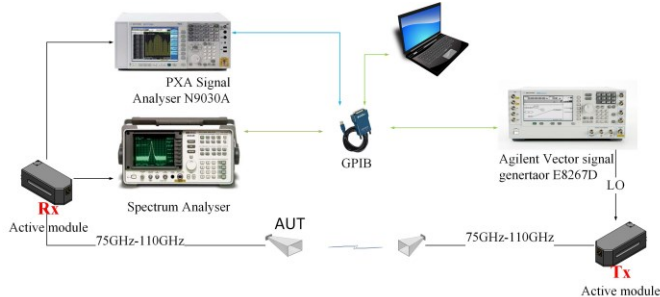 PXA Signal
Analyser N9030A
GPIB
Agilent Vector signal
genertaor E8267D
LO
Spectrum Analyser
Rx
Active module
AUT
75GHz-110GHz
75GHz-110GHz
Tx
Active module